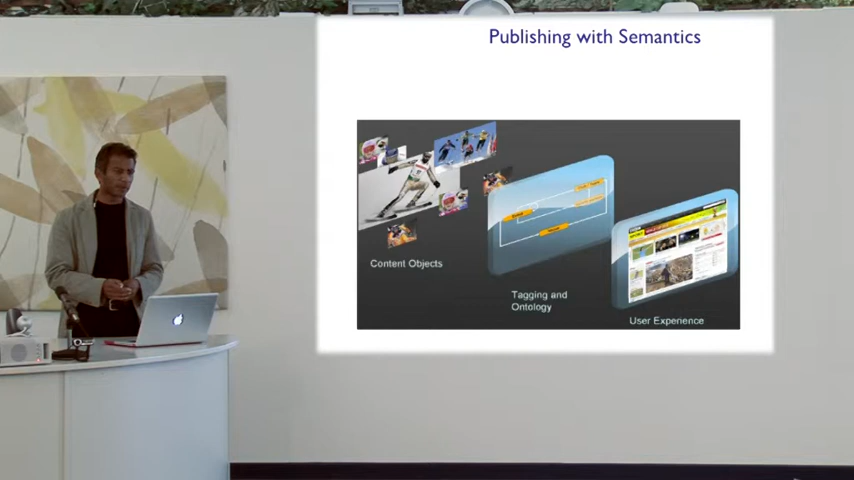 Publishing with Semantics
Content Objects
Tagging and
Ontology
User Experience